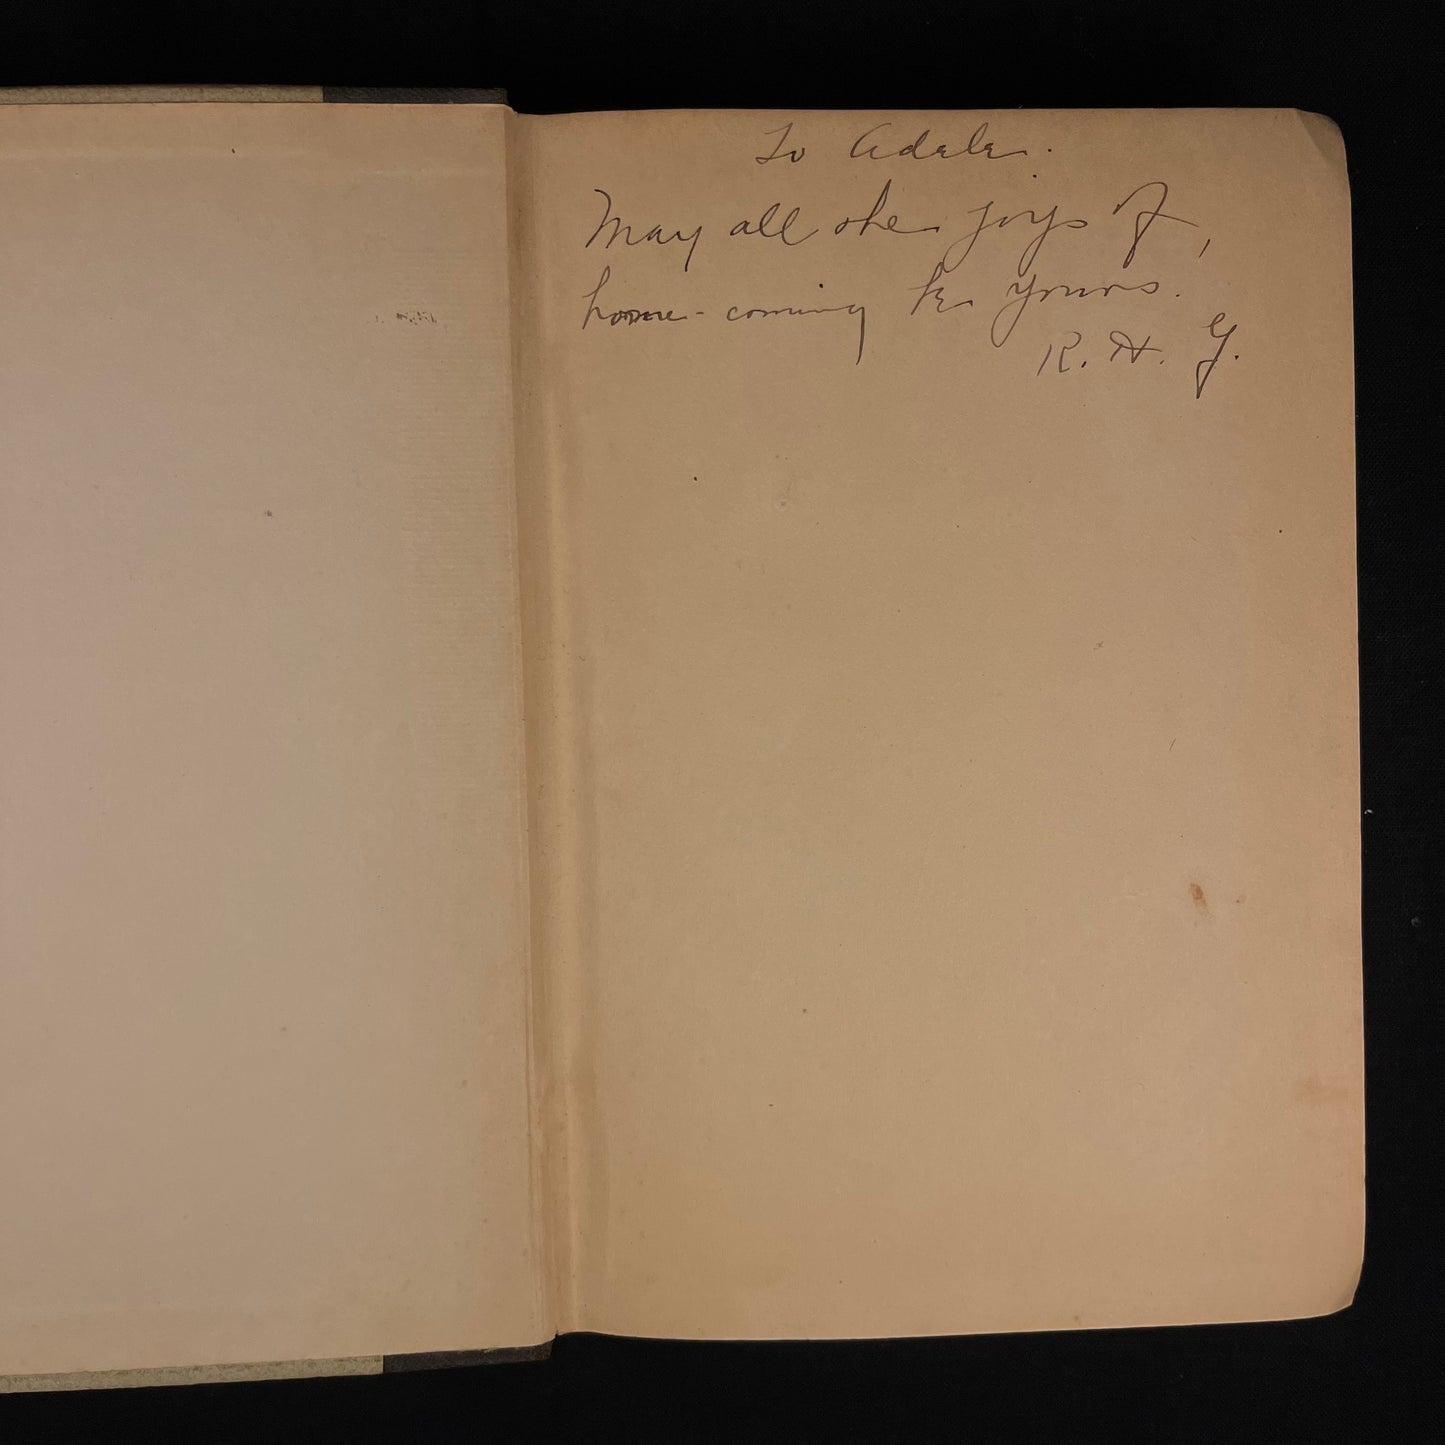 To Adele.
May all the joys of
home-coming be yours.
R. H. G.